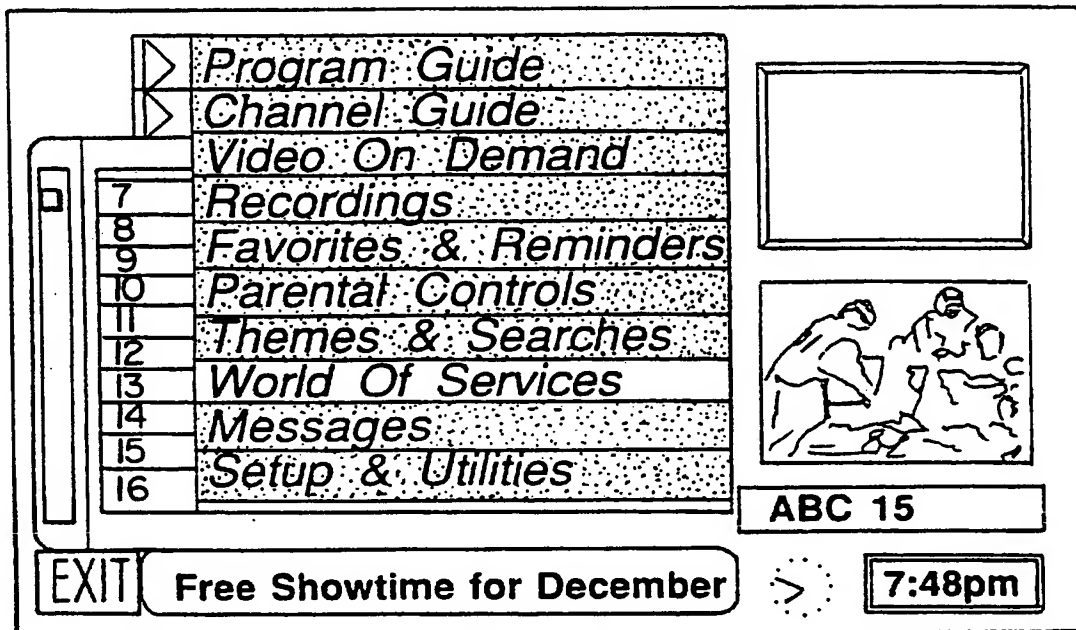 Program Guide
Channel Guide
Video On Demand
7 Recordings
8 Favorites & Reminders
9
10 Parental Controls
11 Themes & Searches
12
13 World Of Services
14 Messages
15 Setup & Utilities
16
ABC 15
EXIT Free Showtime for December > 7:48pm